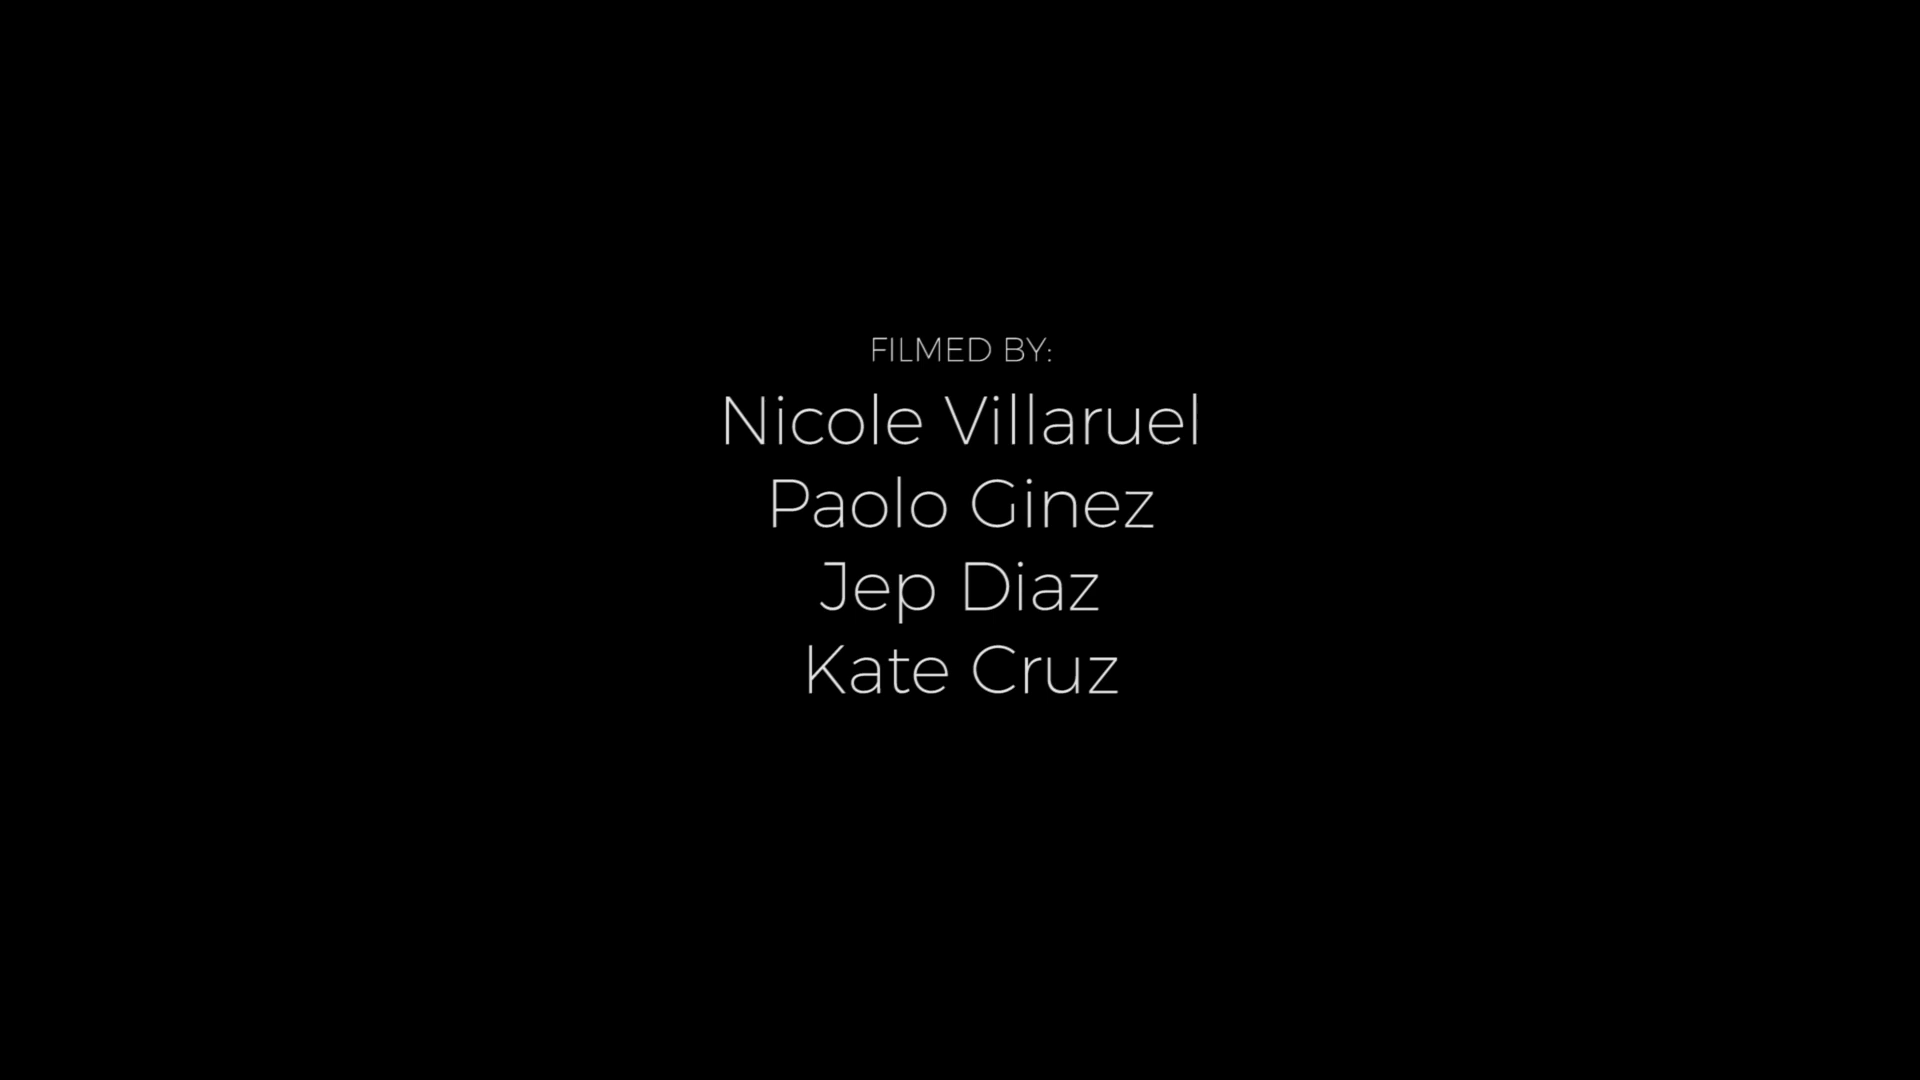 FILMED BY:
Nicole Villaruel
Paolo Ginez
Jep Diaz
Kate Cruz